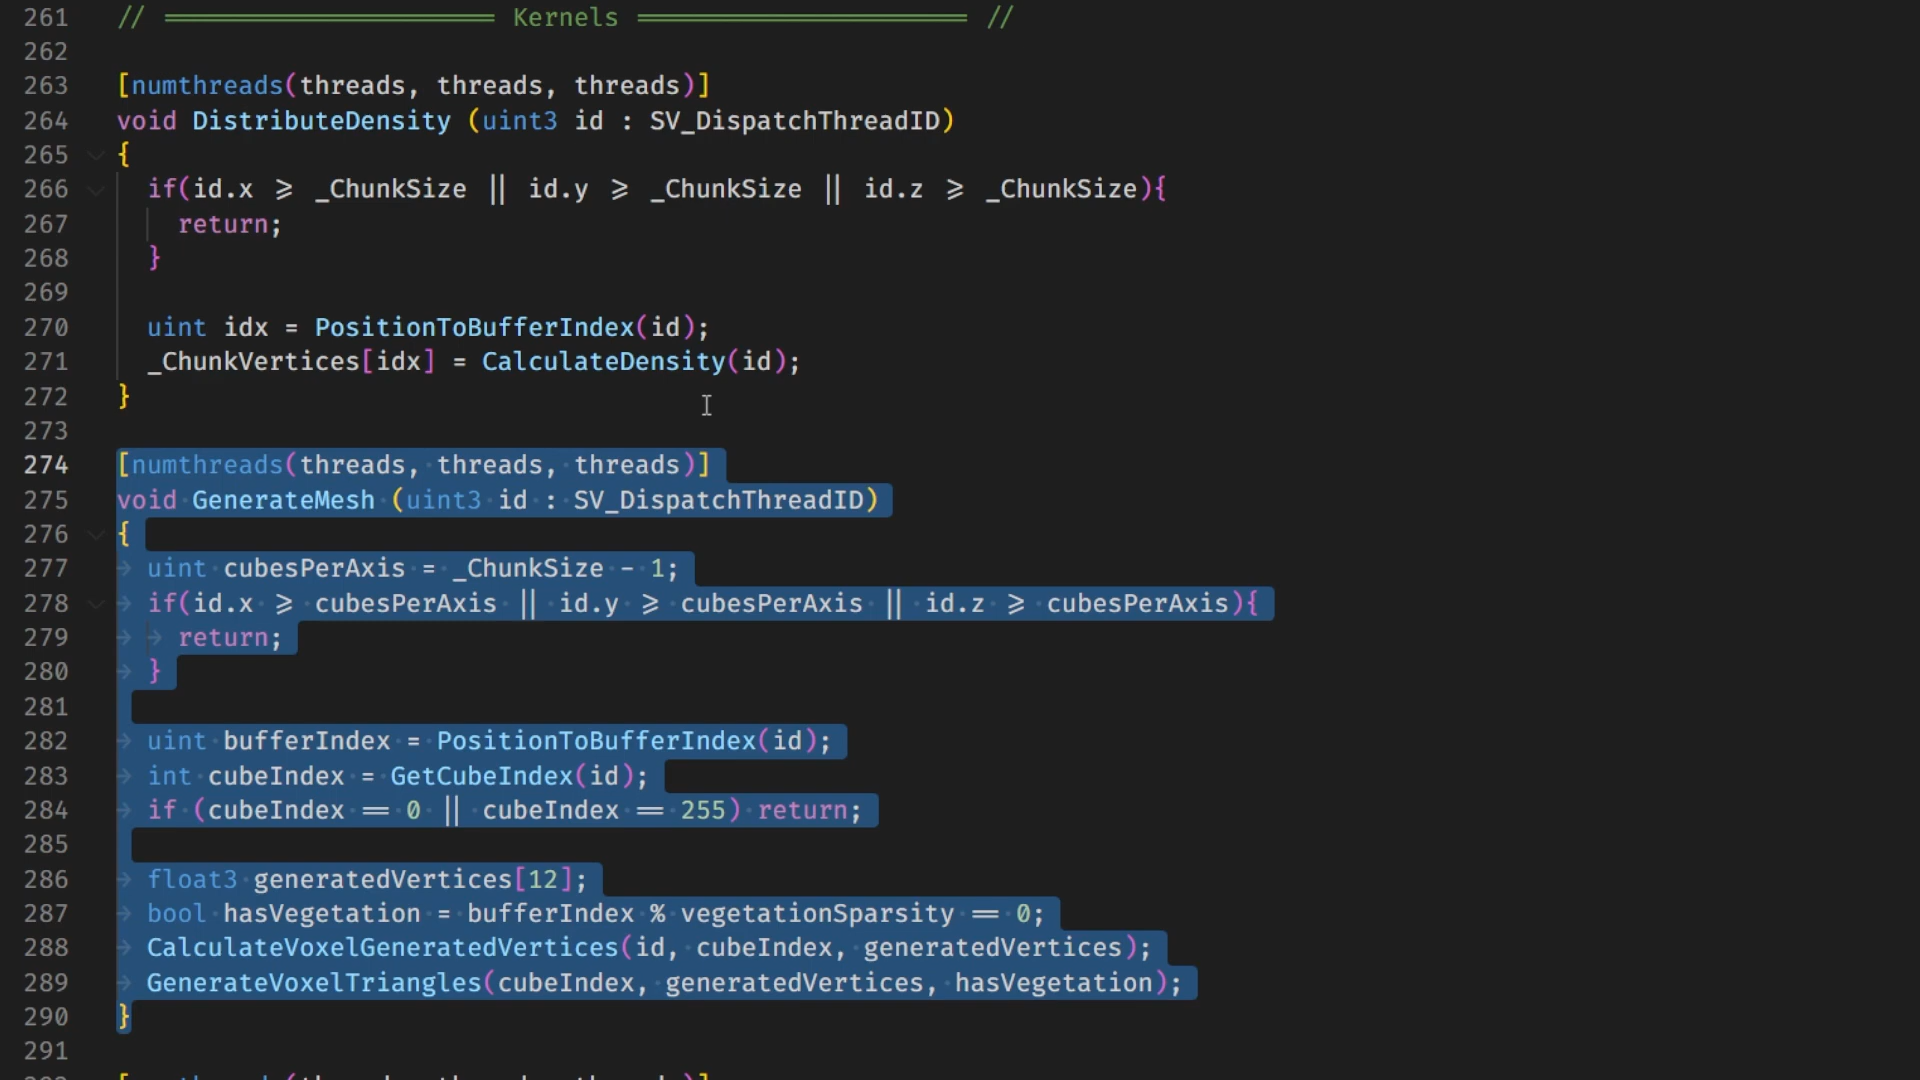 261 // ══════════════════════ Kernels ══════════════════════ //
262
263 [numthreads(threads, threads, threads)]
264 void DistributeDensity (uint3 id : SV_DispatchThreadID)
265 {
266 if(id.x >= _ChunkSize || id.y >= _ChunkSize || id.z >= _ChunkSize){
267 return;
268 }
269
270 uint idx = PositionToBufferIndex(id);
271 _ChunkVertices[idx] = CalculateDensity(id);
272 }
273
274 [numthreads(threads, threads, threads)]
275 void GenerateMesh (uint3 id : SV_DispatchThreadID)
276 {
277 uint cubesPerAxis = _ChunkSize - 1;
278 if(id.x >= cubesPerAxis || id.y >= cubesPerAxis || id.z >= cubesPerAxis){
279 return;
280 }
281
282 uint bufferIndex = PositionToBufferIndex(id);
283 int cubeIndex = GetCubeIndex(id);
284 if (cubeIndex == 0 || cubeIndex == 255) return;
285
286 float3 generatedVertices[12];
287 bool hasVegetation = bufferIndex % vegetationSparsity == 0;
288 CalculateVoxelGeneratedVertices(id, cubeIndex, generatedVertices);
289 GenerateVoxelTriangles(cubeIndex, generatedVertices, hasVegetation);
290 }
291